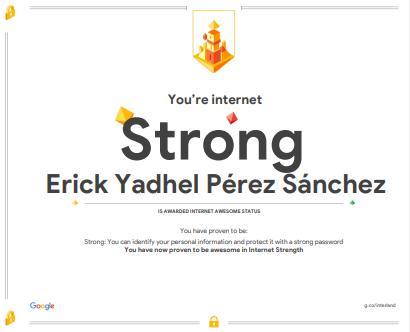 You're internet
Strong
Erick Yadhel Pérez Sánchez
IS AWARDED INTERNET AWESOME STATUS
You have proven to be:
Strong: You can identify your personal information and protect it with a strong password
You have now proven to be awesome in Internet Strength
Google
g.co/interland